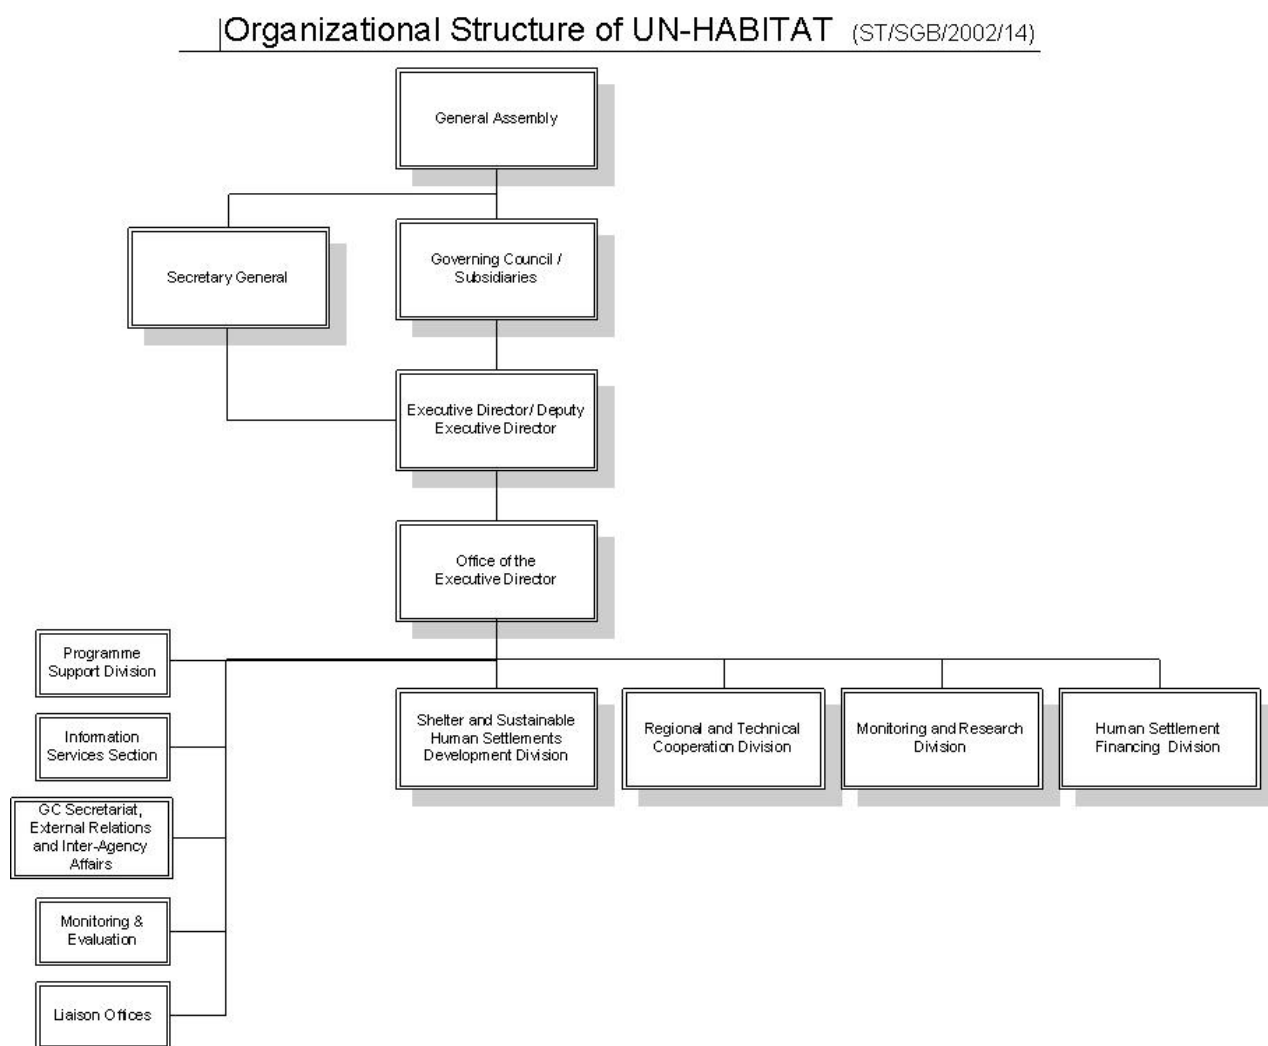 Organizational Structure of UN-HABITAT (ST/SGB/2002/14)
General Assembly
Secretary General
Governing Council /
Subsidiaries
Executive Director/ Deputy
Executive Director
Office of the
Executive Director
Programme
Support Division
Information
Services Section
GC Secretariat,
External Relations
and Inter-Agency
Affairs
Monitoring &
Evaluation
Liaison Offices
Shelter and Sustainable
Human Settlements
Development Division
Regional and Technical
Cooperation Division
Monitoring and Research
Division
Human Settlement
Financing Division